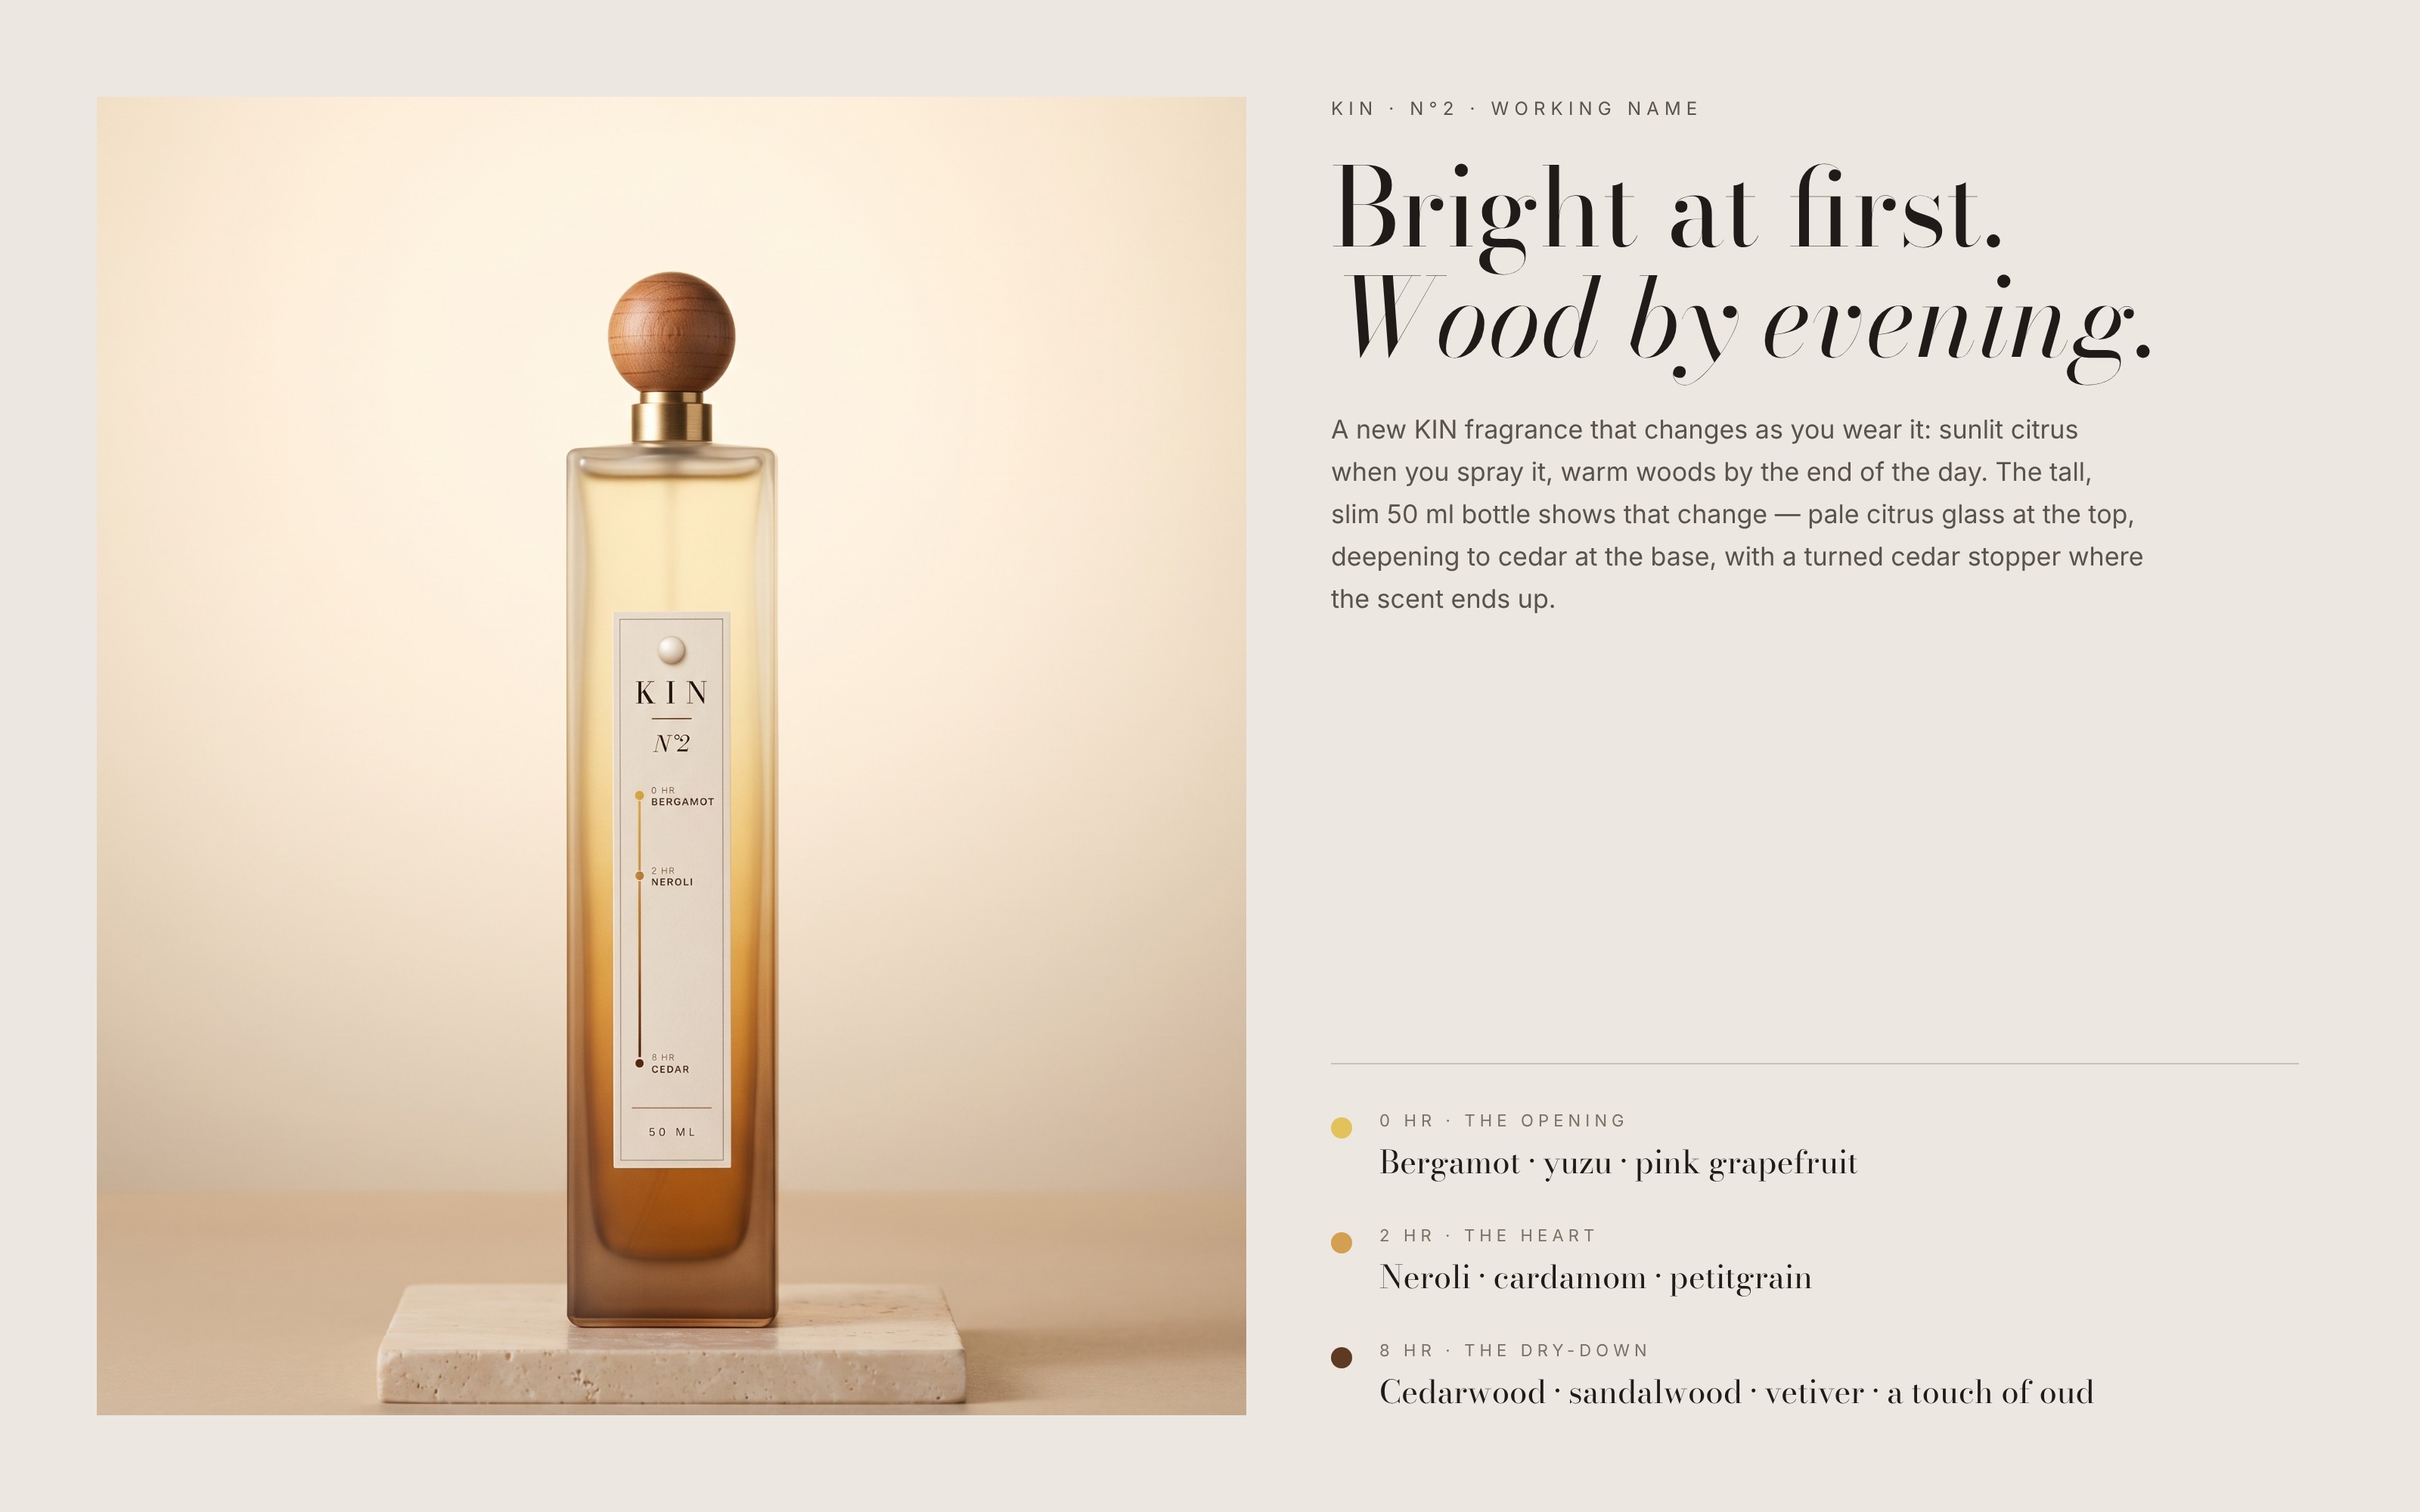 KIN · N°2 · WORKING NAME
Bright at first.
Wood by evening.
A new KIN fragrance that changes as you wear it: sunlit citrus
when you spray it, warm woods by the end of the day. The tall,
slim 50 ml bottle shows that change — pale citrus glass at the top,
deepening to cedar at the base, with a turned cedar stopper where
the scent ends up.
KIN
N°2
0 HR
BERGAMOT
2 HR
NEROLI
8 HR
CEDAR
50 ML
0 HR · THE OPENING
Bergamot · yuzu · pink grapefruit
2 HR · THE HEART
Neroli · cardamom · petitgrain
8 HR · THE DRY-DOWN
Cedarwood · sandalwood · vetiver · a touch of oud